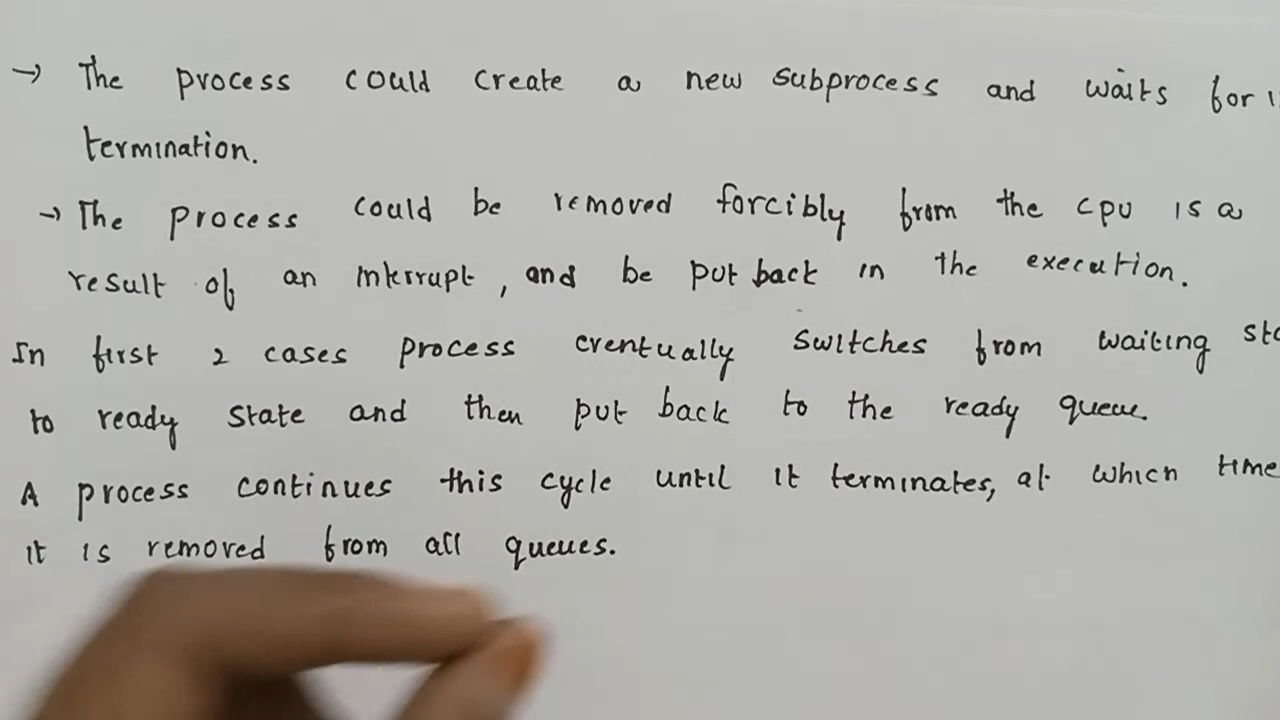 → The process could create a new subprocess and waits for
termination.
→ The process could be removed forcibly from the cpu is a
result of an interrupt, and be put back in the execution.
In first 2 cases process eventually switches from waiting
to ready state and then put back to the ready queue.
A process continues this cycle until it terminates, at which time
it is removed from all queues.